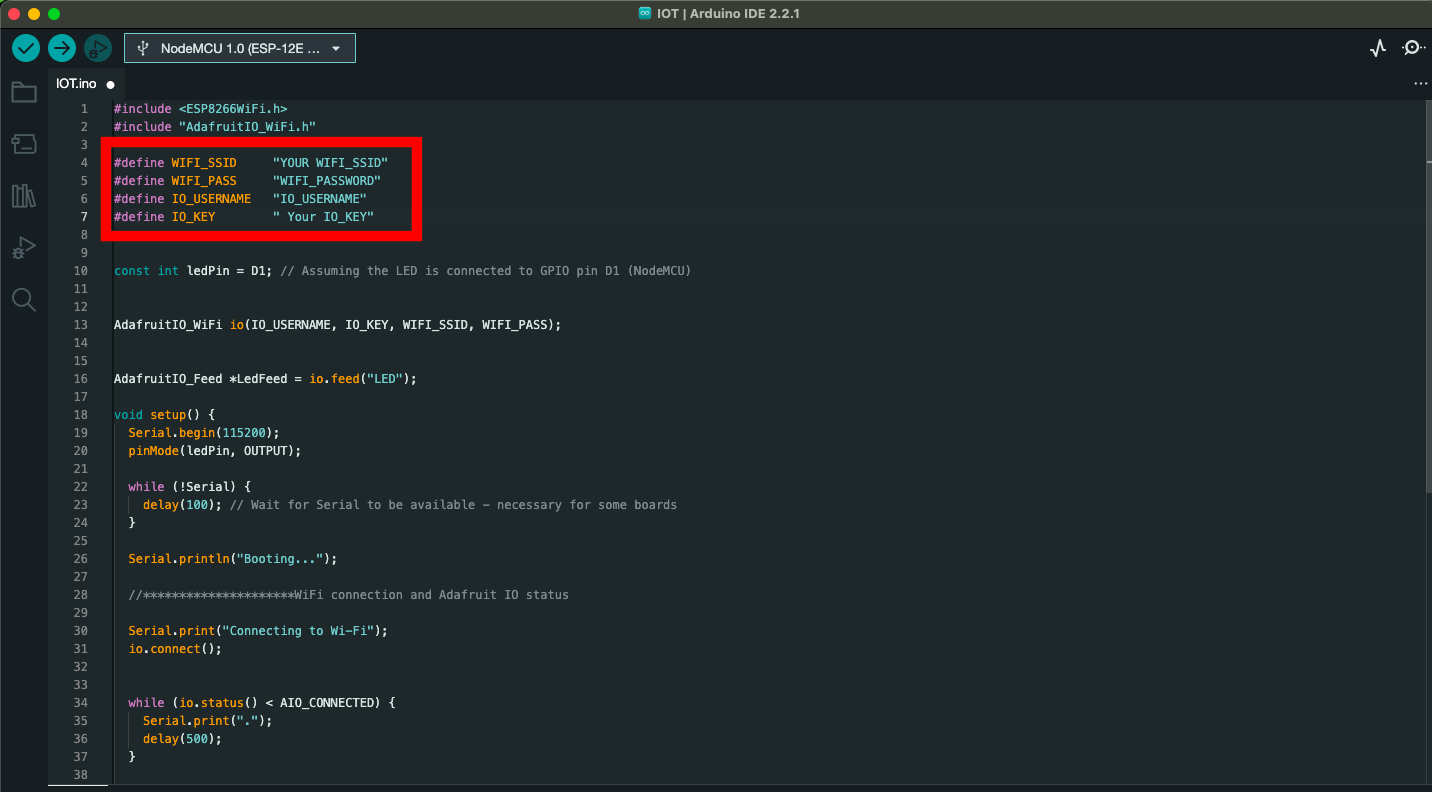 IOT | Arduino IDE 2.2.1
NodeMCU 1.0 (ESP-12E ...
IOT.ino
1 #include <ESP8266WiFi.h>
2 #include "AdafruitIO_WiFi.h"
3
4 #define WIFI_SSID     "YOUR WIFI_SSID"
5 #define WIFI_PASS     "WIFI_PASSWORD"
6 #define IO_USERNAME   "IO_USERNAME"
7 #define IO_KEY        " Your IO_KEY"
8
9
10 const int ledPin = D1; // Assuming the LED is connected to GPIO pin D1 (NodeMCU)
11
12
13 AdafruitIO_WiFi io(IO_USERNAME, IO_KEY, WIFI_SSID, WIFI_PASS);
14
15
16 AdafruitIO_Feed *LedFeed = io.feed("LED");
17
18 void setup() {
19   Serial.begin(115200);
20   pinMode(ledPin, OUTPUT);
21
22   while (!Serial) {
23     delay(100); // Wait for Serial to be available - necessary for some boards
24   }
25
26   Serial.println("Booting...");
27
28   //*********************WiFi connection and Adafruit IO status
29
30   Serial.print("Connecting to Wi-Fi");
31   io.connect();
32
33
34   while (io.status() < AIO_CONNECTED) {
35     Serial.print(".");
36     delay(500);
37   }
38